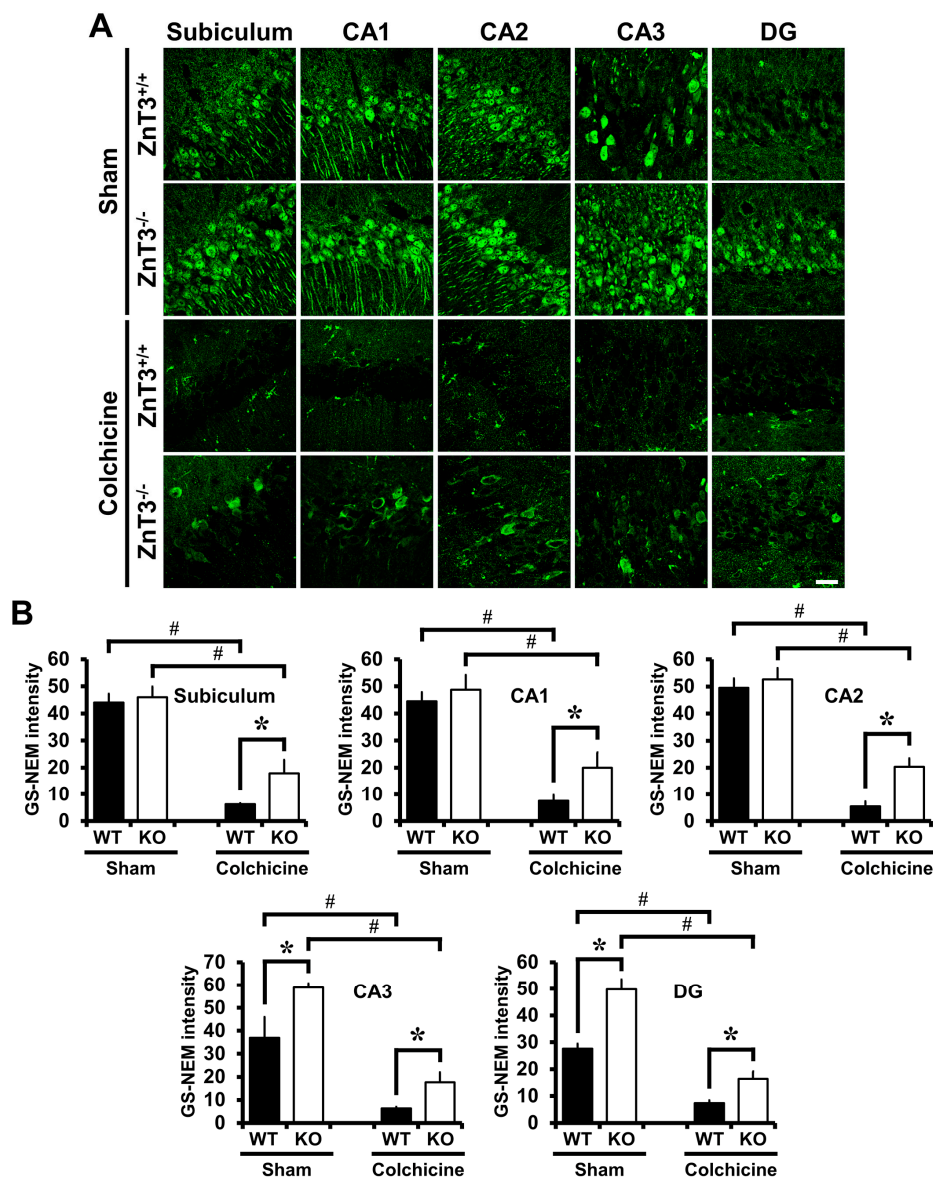 A
Subiculum CA1 CA2 CA3 DG
Sham
ZnT3+/+
ZnT3-/-
Colchicine
ZnT3+/+
ZnT3-/-
B
# # #
# # #
GS-NEM intensity
60
50
40
30
20
10
0
Subiculum
*
WT KO WT KO
Sham Colchicine
GS-NEM intensity
60
50
40
30
20
10
0
CA1
*
WT KO WT KO
Sham Colchicine
GS-NEM intensity
60
50
40
30
20
10
0
CA2
*
WT KO WT KO
Sham Colchicine
# #
# #
GS-NEM intensity
70
60
50
40
30
20
10
0
*
CA3
*
WT KO WT KO
Sham Colchicine
GS-NEM intensity
60
50
40
30
20
10
0
*
DG
*
WT KO WT KO
Sham Colchicine